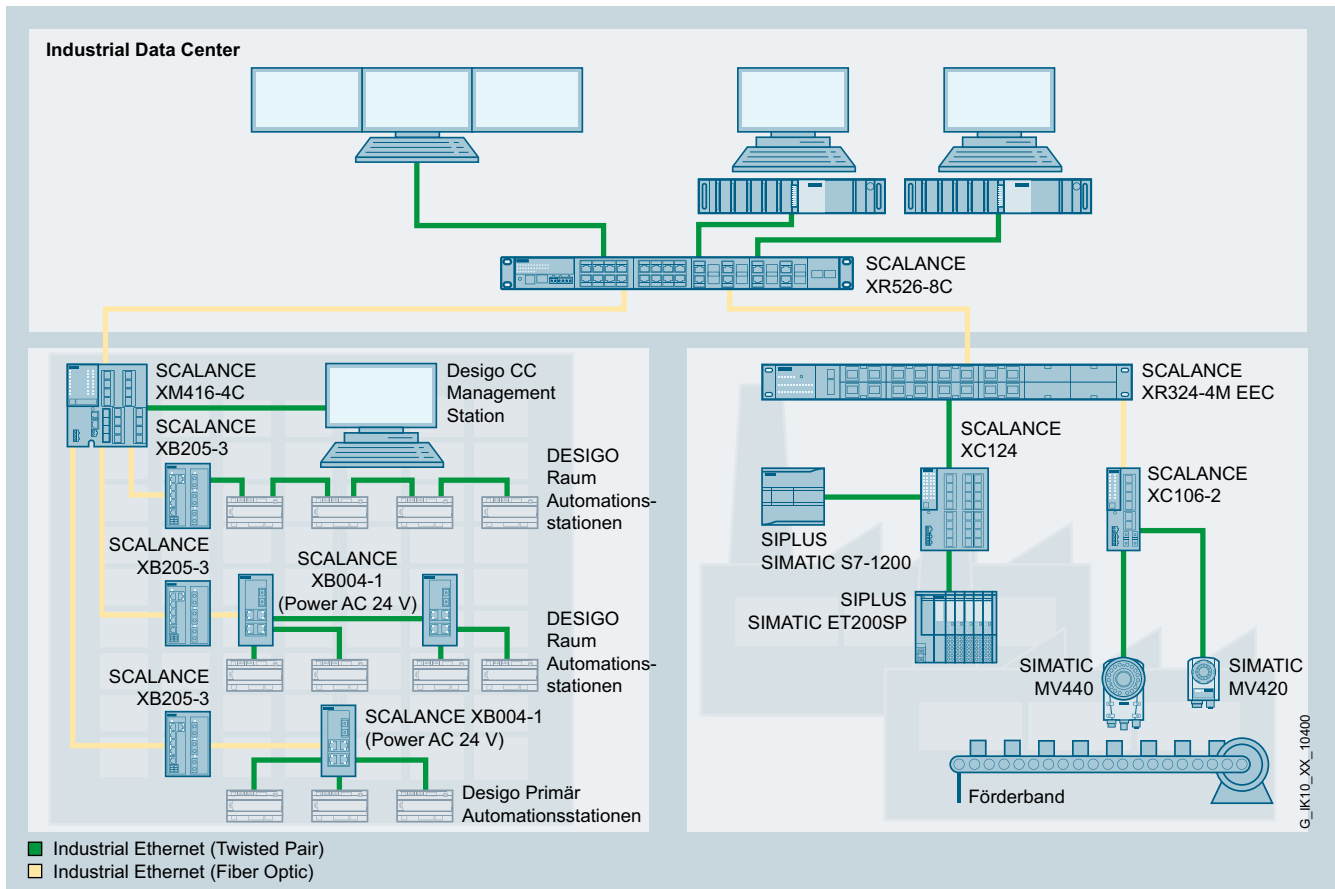 Industrial Data Center
SCALANCE
XR526-8C
SCALANCE
XM416-4C
SCALANCE
XB205-3
Desigo CC
Management
Station
DESIGO
Raum
Automations-
stationen
SCALANCE
XB205-3
SCALANCE
XB004-1
(Power AC 24 V)
DESIGO
Raum
Automations-
stationen
SCALANCE
XB205-3
SCALANCE XB004-1
(Power AC 24 V)
Desigo Primär
Automationsstationen
SCALANCE
XR324-4M EEC
SCALANCE
XC124
SCALANCE
XC106-2
SIPLUS
SIMATIC S7-1200
SIPLUS
SIMATIC ET200SP
SIMATIC
MV440
SIMATIC
MV420
Förderband
G_IK10_XX_10400
Industrial Ethernet (Twisted Pair)
Industrial Ethernet (Fiber Optic)